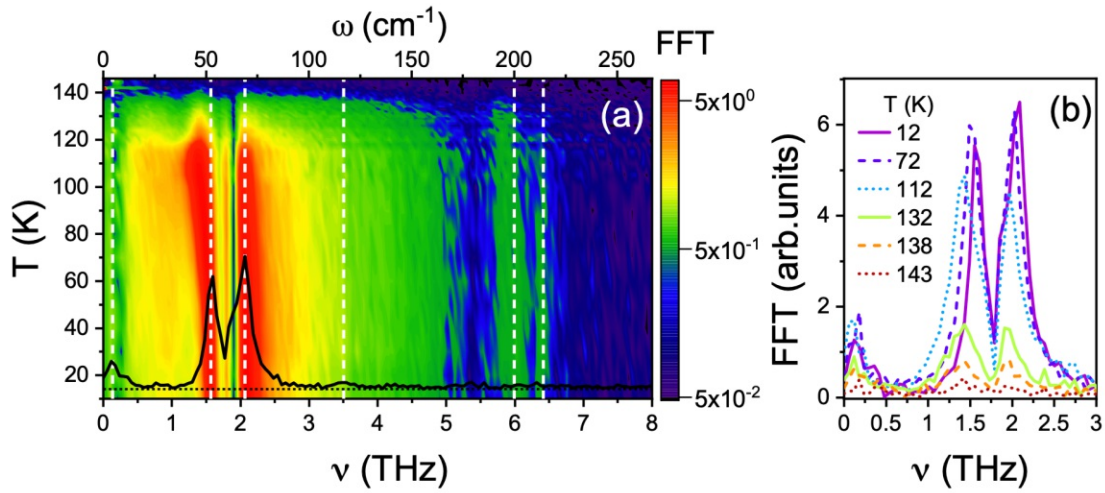 ω (cm⁻¹)
0 50 100 150 200 250
FFT
(a)
140
120
100
80
60
40
20
T (K)
5x10⁰
5x10⁻¹
5x10⁻²
0 1 2 3 4 5 6 7 8
ν (THz)
(b)
T (K)
12
72
112
132
138
143
6
4
2
0
FFT (arb.units)
0 0.5 1 1.5 2 2.5 3
ν (THz)